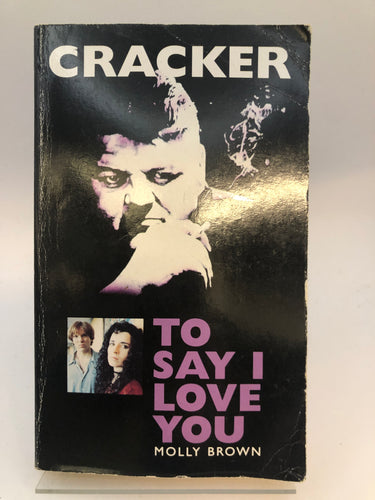 CRACKER
TO
SAY I
LOVE
YOU
MOLLY BROWN